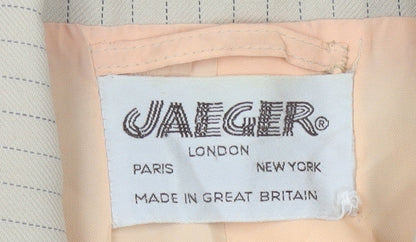 JAEGER®
LONDON
PARIS NEW YORK
MADE IN GREAT BRITAIN